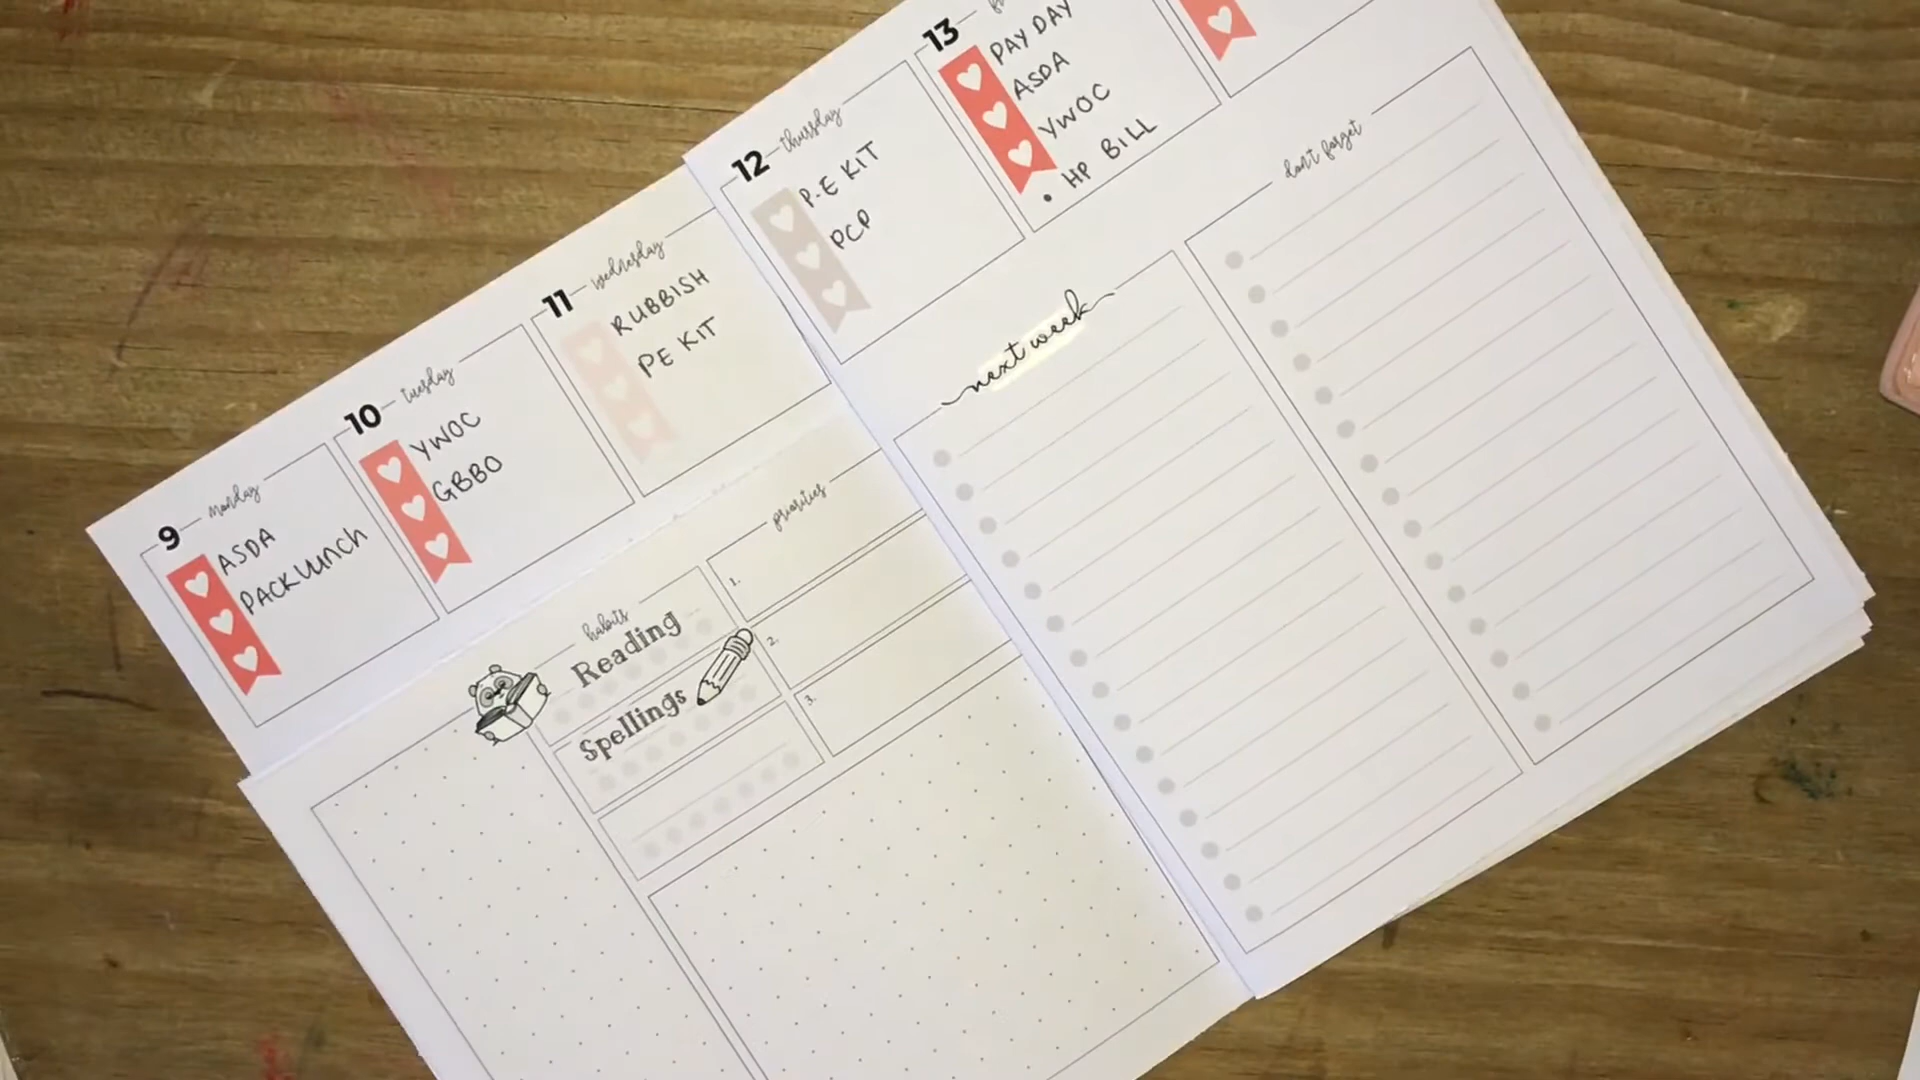 9 monday
ASDA
PACK LUNCH
10 tuesday
YWOC
GBBO
11 wednesday
RUBBISH
PE KIT
12 thursday
P.E KIT
PCP
13
PAY DAY
ASDA
YWOC
• HP BILL
habits
Reading
Spellings
priorities
1.
2.
3.
next week
don't forget